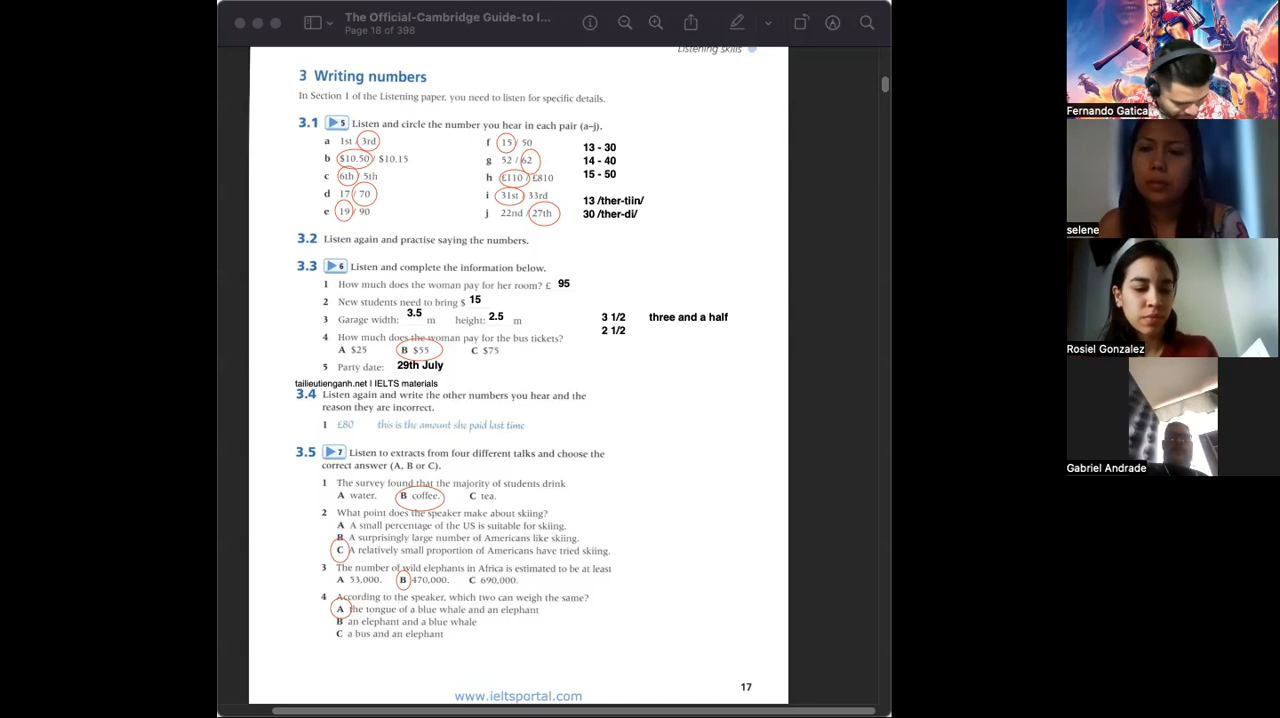 The Official-Cambridge Guide-to I...
Page 18 of 398
Listening skills
3 Writing numbers
In Section 1 of the Listening paper, you need to listen for specific details.
3.1 5 Listen and circle the number you hear in each pair (a–j).
a 1st / 3rd
b $10.50 / $10.15
c 6th / 5th
d 17 / 70
e 19 / 90
f 15 / 50
g 52 / 62
h £110 / £810
i 31st / 33rd
j 22nd / 27th
13 - 30
14 - 40
15 - 50
13 /ther-tiin/
30 /ther-di/
3.2 Listen again and practise saying the numbers.
3.3 6 Listen and complete the information below.
1 How much does the woman pay for her room? £ 95
2 New students need to bring $ 15
3 Garage width: 3.5 m height: 2.5 m
3 1/2 three and a half
2 1/2
4 How much does the woman pay for the bus tickets?
A $25 B $55 C $75
5 Party date: 29th July
tailieutienganh.net | IELTS materials
3.4 Listen again and write the other numbers you hear and the
reason they are incorrect.
1 £80 this is the amount she paid last time
3.5 7 Listen to extracts from four different talks and choose the
correct answer (A, B or C).
1 The survey found that the majority of students drink
A water. B coffee. C tea.
2 What point does the speaker make about skiing?
A A small percentage of the US is suitable for skiing.
B A surprisingly large number of Americans like skiing.
C A relatively small proportion of Americans have tried skiing.
3 The number of wild elephants in Africa is estimated to be at least
A 53,000. B 470,000. C 690,000.
4 According to the speaker, which two can weigh the same?
A the tongue of a blue whale and an elephant
B an elephant and a blue whale
C a bus and an elephant
17
www.ieltsportal.com
Fernando Gatica
selene
Rosiel Gonzalez
Gabriel Andrade